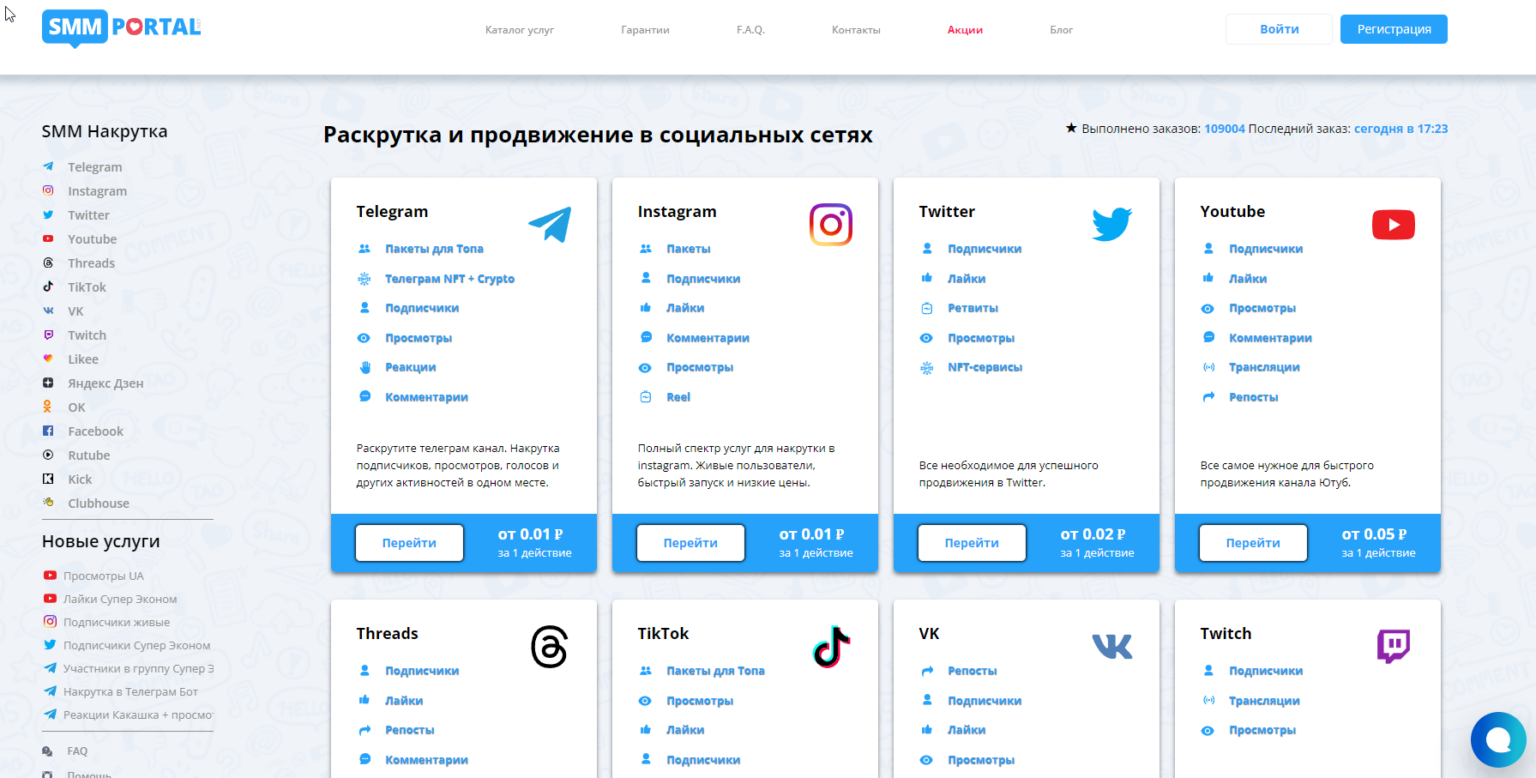 SMM PORTAL
Каталог услуг
Гарантии
F.A.Q.
Контакты
Акции
Блог
Войти
Регистрация
SMM Накрутка
Telegram
Instagram
Twitter
Youtube
Threads
TikTok
VK
Twitch
Likee
Яндекс Дзен
OK
Facebook
Rutube
Kick
Clubhouse
Новые услуги
Просмотры UA
Лайки Супер Эконом
Подписчики живые
Подписчики Супер Эконом
Участники в группу Супер Э
Накрутка в Телеграм Бот
Реакции Какашка + просмо
FAQ
Помощь
Раскрутка и продвижение в социальных сетях
★ Выполнено заказов: 109004 Последний заказ: сегодня в 17:23
Telegram
Пакеты для Топа
Телеграм NFT + Crypto
Подписчики
Просмотры
Реакции
Комментарии
Раскрутите телеграм канал. Накрутка
подписчиков, просмотров, голосов и
других активностей в одном месте.
Перейти
от 0.01 ₽
за 1 действие
Instagram
Пакеты
Подписчики
Лайки
Комментарии
Просмотры
Reel
Полный спектр услуг для накрутки в
instagram. Живые пользователи,
быстрый запуск и низкие цены.
Перейти
от 0.01 ₽
за 1 действие
Twitter
Подписчики
Лайки
Ретвиты
Просмотры
NFT-сервисы
Все необходимое для успешного
продвижения в Twitter.
Перейти
от 0.02 ₽
за 1 действие
Youtube
Подписчики
Лайки
Просмотры
Комментарии
Трансляции
Репосты
Все самое нужное для быстрого
продвижения канала Ютуб.
Перейти
от 0.05 ₽
за 1 действие
Threads
Подписчики
Лайки
Репосты
Комментарии
TikTok
Пакеты для Топа
Просмотры
Лайки
Подписчики
VK
Репосты
Подписчики
Лайки
Просмотры
Twitch
Подписчики
Трансляции
Просмотры